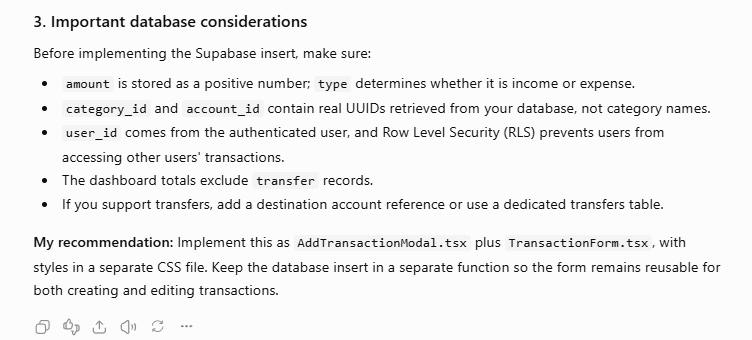 3. Important database considerations
Before implementing the Supabase insert, make sure:
• amount is stored as a positive number; type determines whether it is income or expense.
• category_id and account_id contain real UUIDs retrieved from your database, not category names.
• user_id comes from the authenticated user, and Row Level Security (RLS) prevents users from
accessing other users' transactions.
• The dashboard totals exclude transfer records.
• If you support transfers, add a destination account reference or use a dedicated transfers table.
My recommendation: Implement this as AddTransactionModal.tsx plus TransactionForm.tsx, with
styles in a separate CSS file. Keep the database insert in a separate function so the form remains reusable for
both creating and editing transactions.